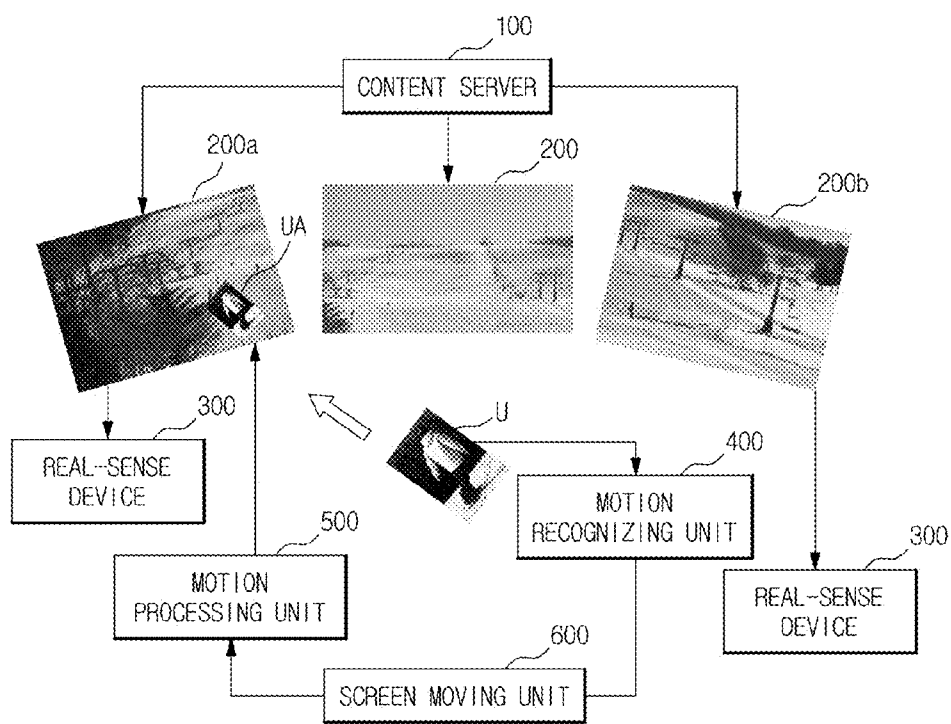 100
CONTENT SERVER
200a
200
200b
UA
U
300
REAL-SENSE
DEVICE
400
MOTION
RECOGNIZING UNIT
500
MOTION
PROCESSING UNIT
300
REAL-SENSE
DEVICE
600
SCREEN MOVING UNIT